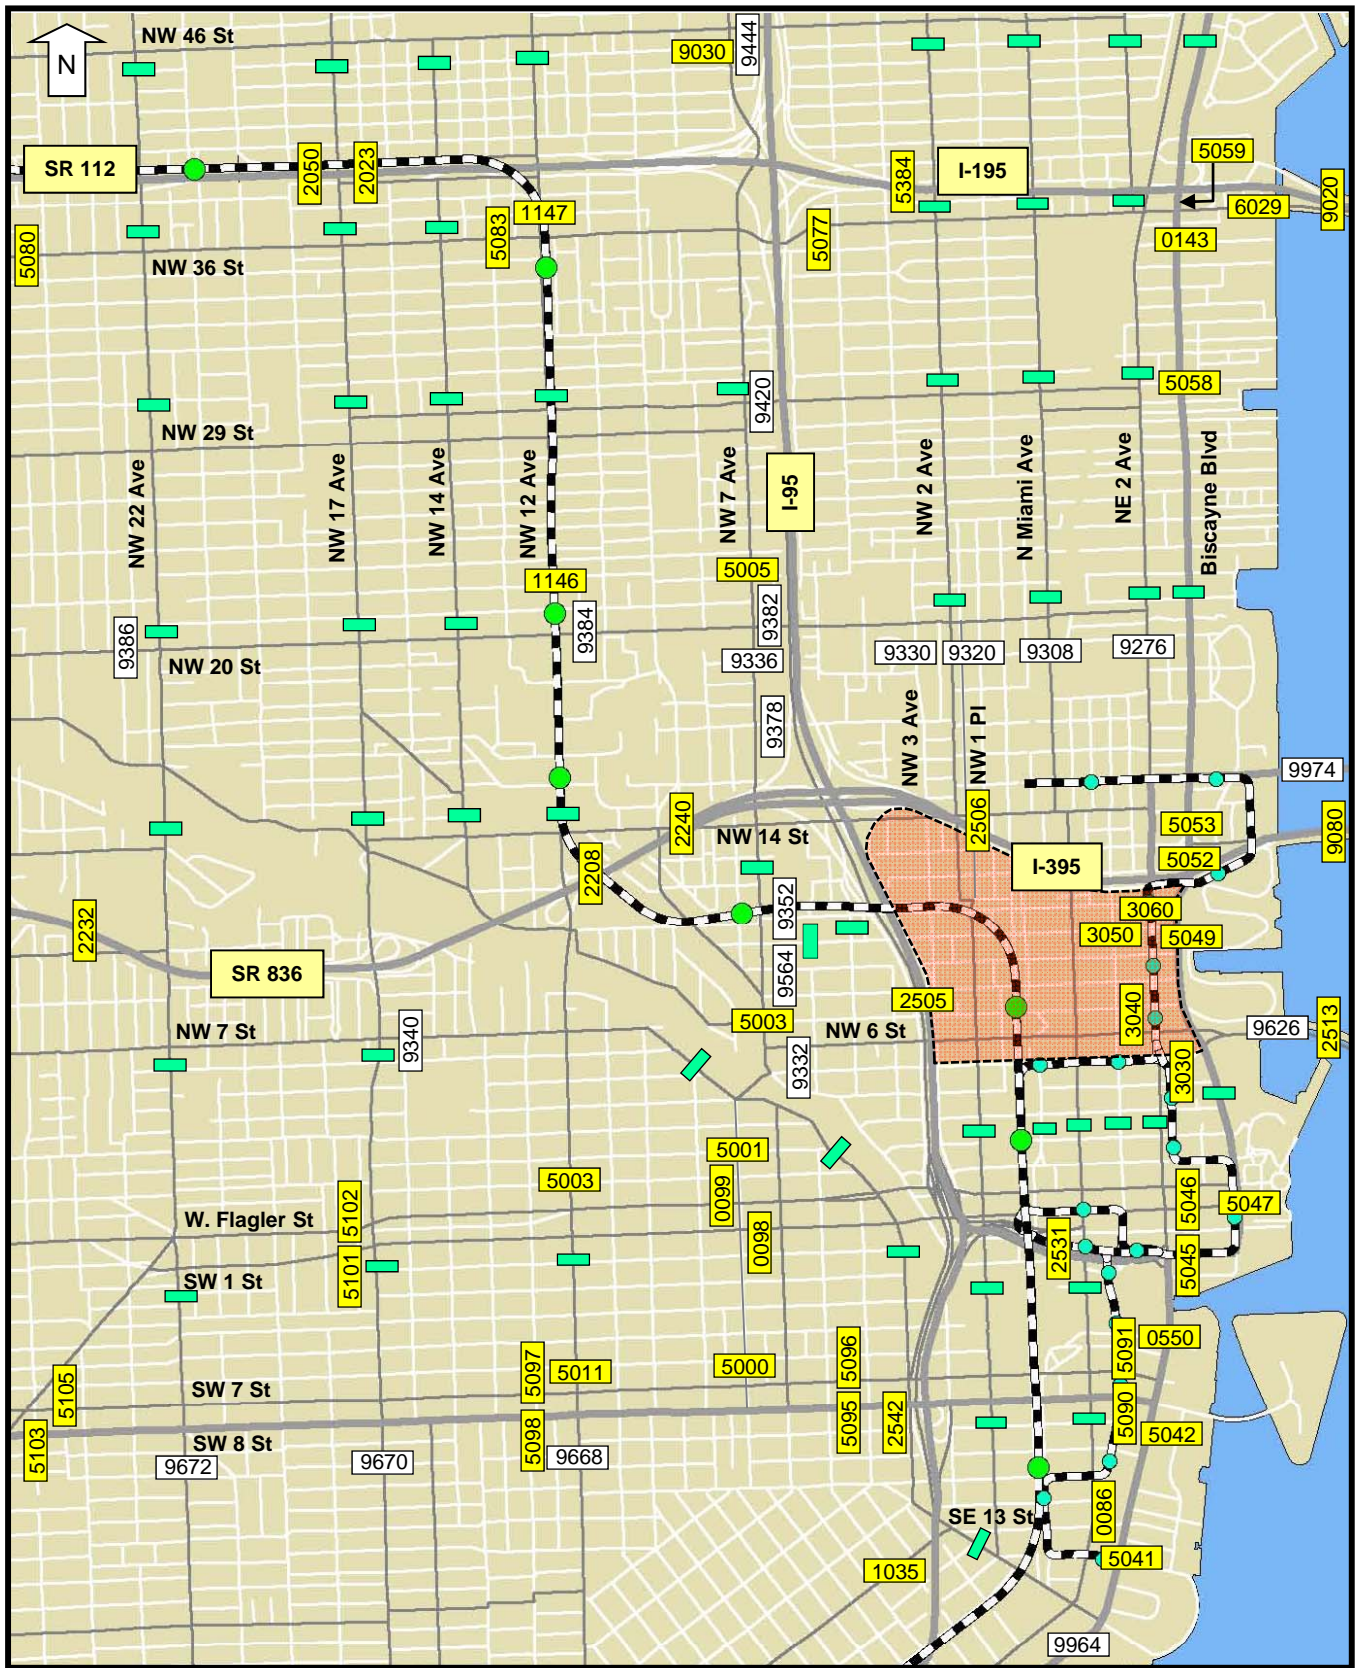 NW 46 St
9030
9444
N
SR 112
2050
2023
5384
I-195
5059
6029
9020
5080
5083
1147
5077
0143
NW 36 St
5058
9420
NW 29 St
NW 22 Ave
NW 17 Ave
NW 14 Ave
NW 12 Ave
NW 7 Ave
I-95
NW 2 Ave
N Miami Ave
NE 2 Ave
Biscayne Blvd
1146
5005
9386
9384
9382
NW 20 St
9336
9330
9320
9308
9276
9378
NW 3 Ave
NW 1 Pl
9974
2240
NW 14 St
2506
5053
9080
I-395
5052
2208
9352
3060
2232
3050
5049
SR 836
9564
2505
3040
NW 7 St
9340
5003
NW 6 St
9626
2513
9332
3030
5001
5003
0099
5102
W. Flagler St
5046
5047
0098
2531
5101
5045
SW 1 St
0550
5091
5105
SW 7 St
5097
5011
5000
5096
5103
SW 8 St
5098
5095
2542
5090
5042
9672
9670
9668
0086
SE 13 St
5041
1035
9964